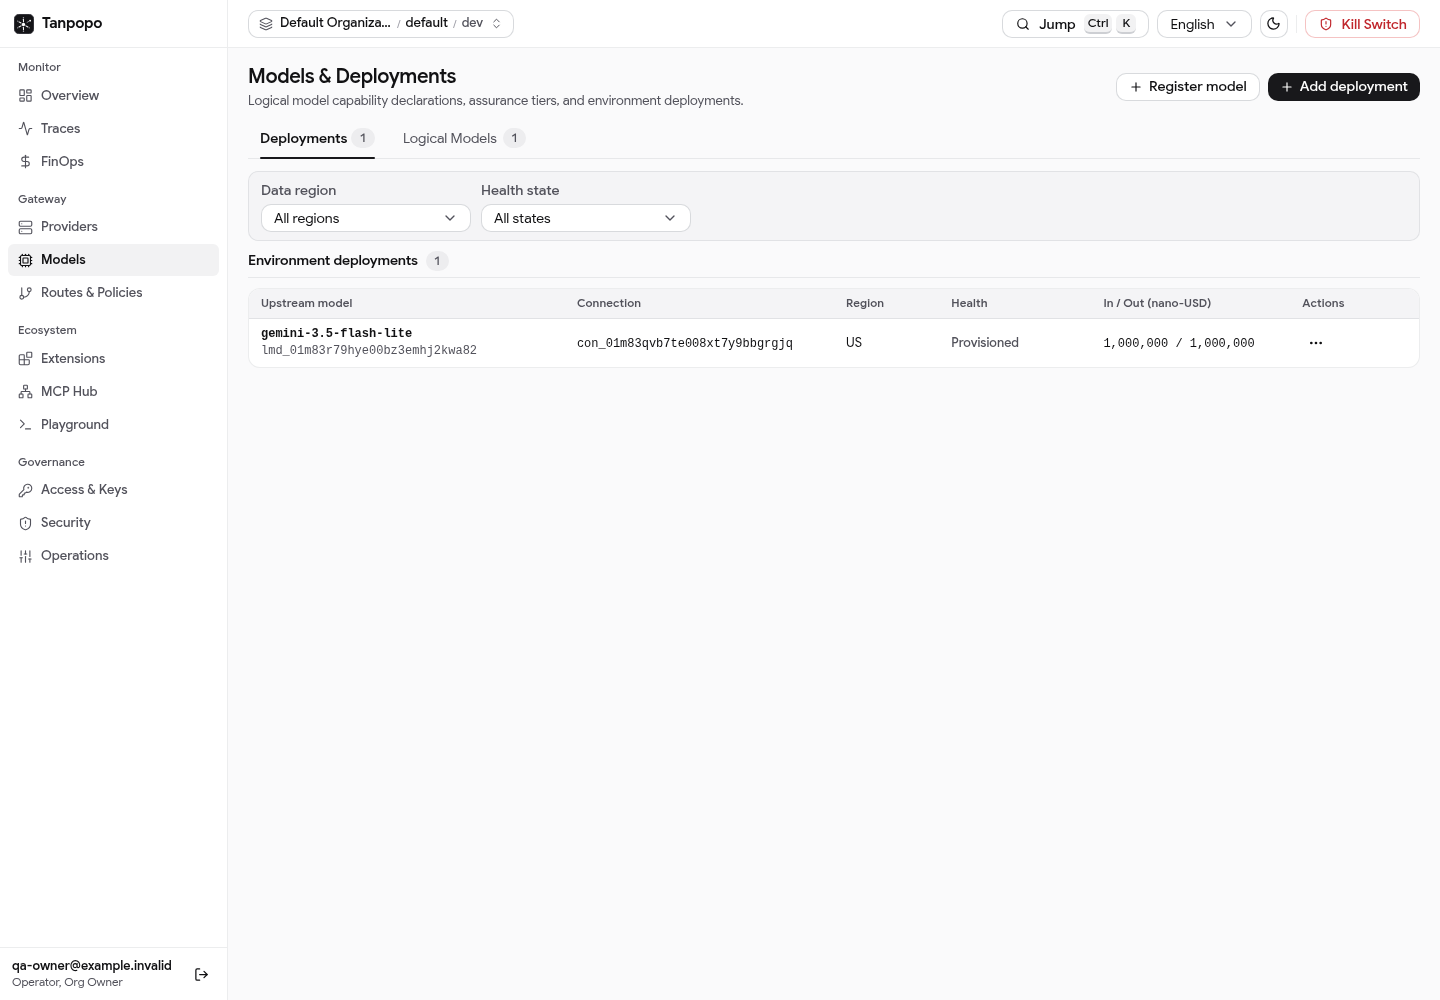 Tanpopo
Default Organiza... / default / dev
Jump Ctrl K
English
Kill Switch
Monitor
Overview
Traces
FinOps
Gateway
Providers
Models
Routes & Policies
Ecosystem
Extensions
MCP Hub
Playground
Governance
Access & Keys
Security
Operations
qa-owner@example.invalid
Operator, Org Owner
Models & Deployments
Logical model capability declarations, assurance tiers, and environment deployments.
Register model
Add deployment
Deployments 1
Logical Models 1
Data region
All regions
Health state
All states
Environment deployments 1
Upstream model Connection Region Health In / Out (nano-USD) Actions
gemini-3.5-flash-lite
lmd_01m83r79hye00bz3emhj2kwa82
con_01m83qvb7te008xt7y9bbgrgjq US Provisioned 1,000,000 / 1,000,000